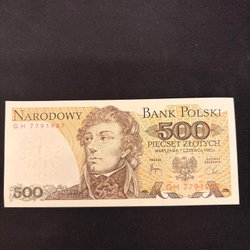 NARODOWY BANK POLSKI
GH 7791987
500
PIĘĆSET ZŁOTYCH
WARSZAWA 1 CZERWCA 1982 r.
GH 7791987
500